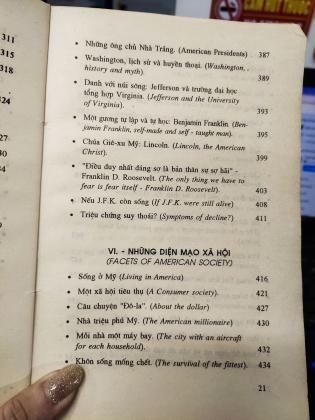 311
315
318
324
27
• Những ông chủ Nhà Trắng. (American Presidents) 387
• Washington, lịch sử và huyền thoại. (Washington, history and myth). 389
• Danh với núi sông: Jefferson và trường đại học
tổng hợp Virginia. (Jefferson and the University
of Virginia). 393
• Một gương tự lập và tự học: Benjamin Franklin. (Ben-
jamin Franklin, self-made and self - taught man). 395
• Chúa Giê-xu Mỹ: Lincoln. (Lincoln, the American
Christ). 399
• "Điều duy nhất đáng sợ là bản thân sự sợ hãi" -
Franklin D. Roosevelt. (The only thing we have to
fear is fear itself - Franklin D. Roosevelt). 403
• Nếu J.F.K. còn sống (If J.F.K. were still alive) 408
• Triệu chứng suy thoái? (Symptoms of decline?) 411
VI. - NHỮNG DIỆN MẠO XÃ HỘI
(FACETS OF AMERICAN SOCIETY)
• Sống ở Mỹ (Living in America) 416
• Một xã hội tiêu thụ (A Consumer society). 421
• Câu chuyện "Đô-la". (About the dollar) 427
• Nhà triệu phú Mỹ. (The American millionaire) 430
• Mỗi nhà một máy bay. (The city with an aircraft
for each household). 432
• Khôn sống mống chết. (The survival of the fittest). 434
21